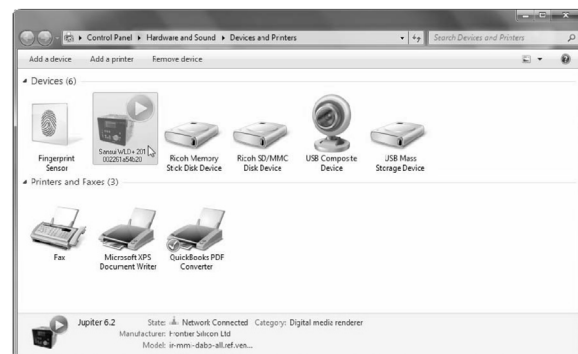 Control Panel ▸ Hardware and Sound ▸ Devices and Printers
Search Devices and Printers
Add a device Add a printer Remove device
Devices (6)
Fingerprint Sensor
Sansui WLD+201 002261a54b20
Ricoh Memory Stick Disk Device
Ricoh SD/MMC Disk Device
USB Composite Device
USB Mass Storage Device
Printers and Faxes (3)
Fax
Microsoft XPS Document Writer
QuickBooks PDF Converter
Jupiter 6.2 State: Network Connected Category: Digital media renderer
Manufacturer: Frontier Silicon Ltd
Model: